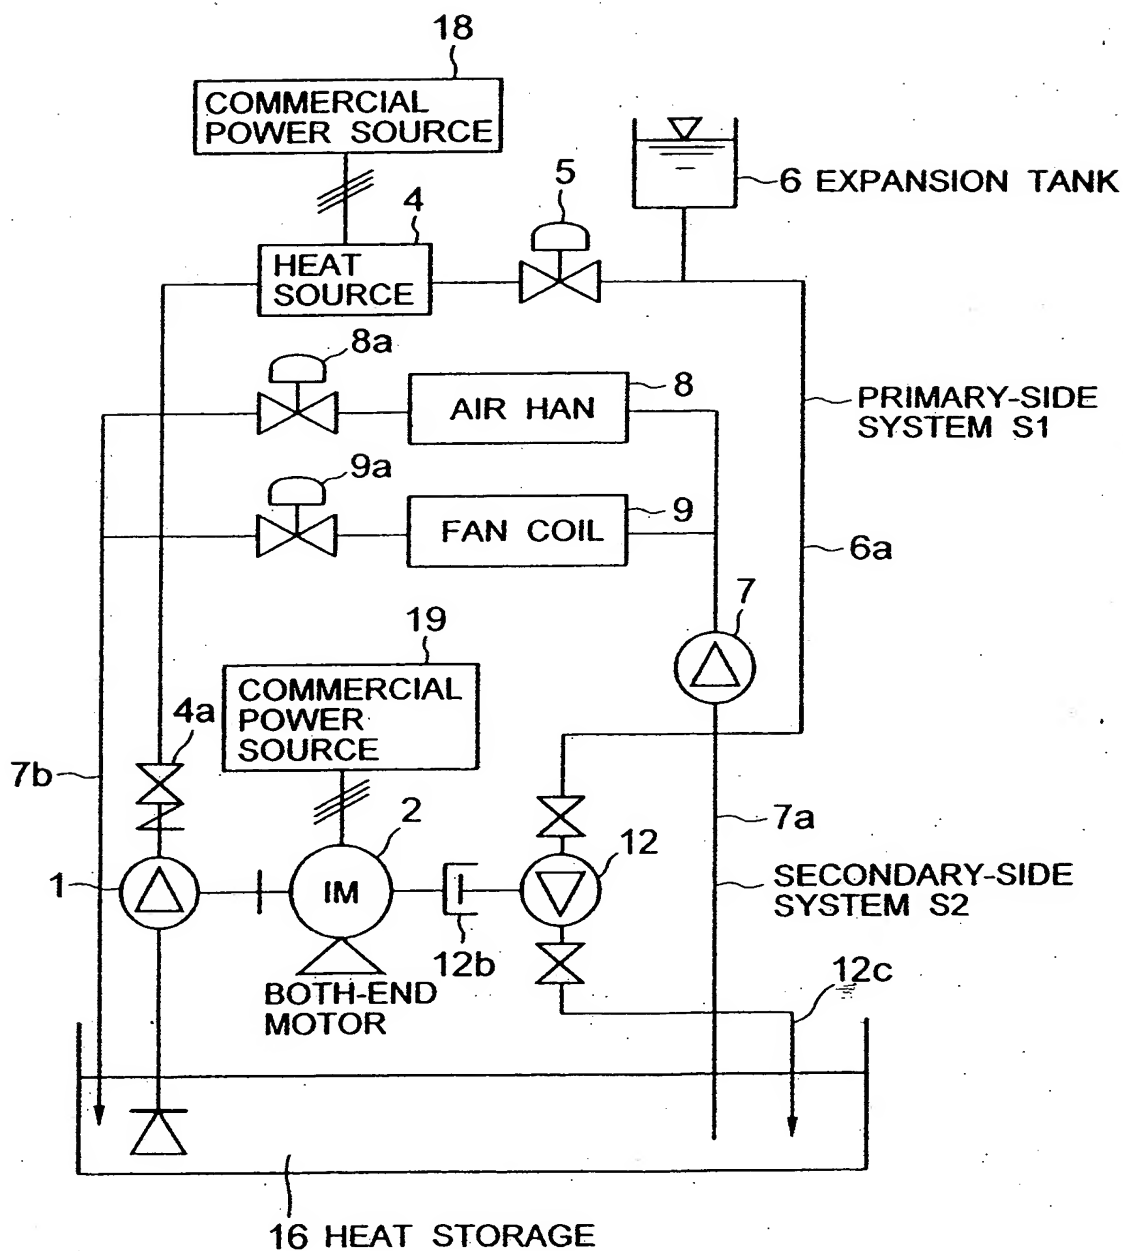 18
COMMERCIAL
POWER SOURCE
5
6 EXPANSION TANK
4
HEAT
SOURCE
8a
8
AIR HAN
PRIMARY-SIDE
SYSTEM S1
9a
9
FAN COIL
6a
7
19
COMMERCIAL
POWER
SOURCE
4a
7b
7a
2
12
1
IM
SECONDARY-SIDE
SYSTEM S2
12b
12c
BOTH-END
MOTOR
16 HEAT STORAGE